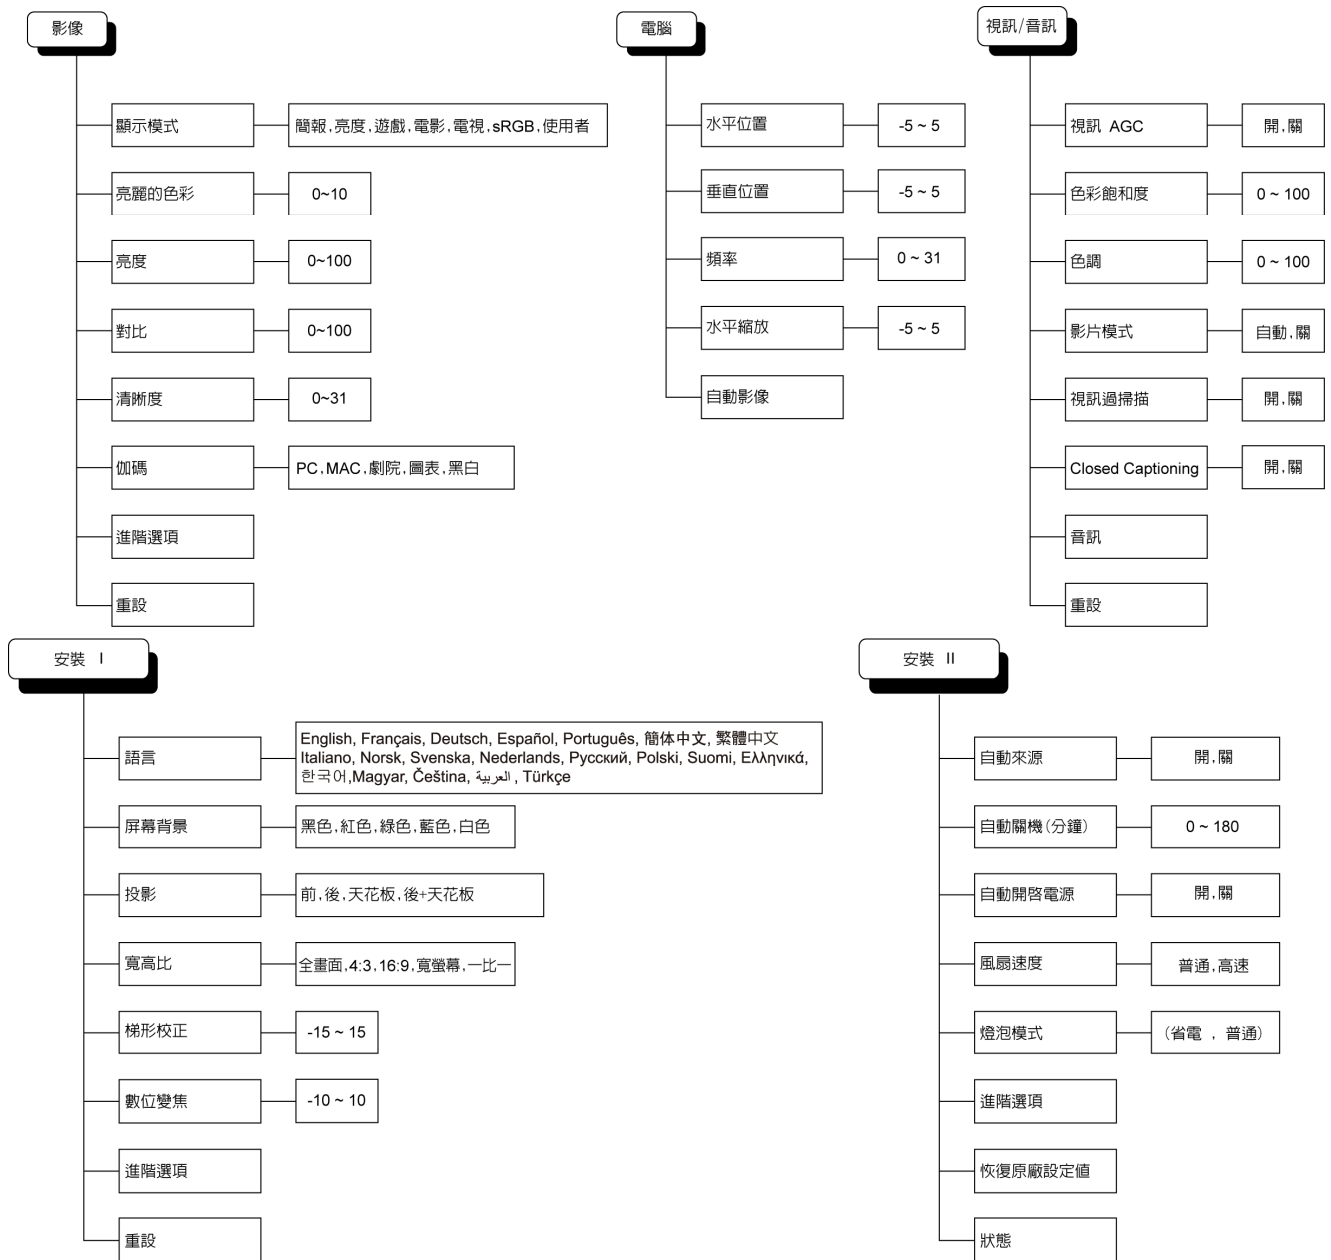 影像
顯示模式
簡報,亮度,遊戲,電影,電視,sRGB,使用者
亮麗的色彩
0~10
亮度
0~100
對比
0~100
清晰度
0~31
伽碼
PC,MAC,劇院,圖表,黑白
進階選項
重設
電腦
水平位置
-5 ~ 5
垂直位置
-5 ~ 5
頻率
0 ~ 31
水平縮放
-5 ~ 5
自動影像
視訊/音訊
視訊 AGC
開,關
色彩飽和度
0 ~ 100
色調
0 ~ 100
影片模式
自動,關
視訊過掃描
開,關
Closed Captioning
開,關
音訊
重設
安裝 I
語言
English, Français, Deutsch, Español, Português, 簡体中文, 繁體中文
Italiano, Norsk, Svenska, Nederlands, Русский, Polski, Suomi, Ελληνικά,
한국어,Magyar, Čeština, العربية, Türkçe
屏幕背景
黑色,紅色,綠色,藍色,白色
投影
前,後,天花板,後+天花板
寬高比
全畫面,4:3,16:9,寬螢幕,一比一
梯形校正
-15 ~ 15
數位變焦
-10 ~ 10
進階選項
重設
安裝 II
自動來源
開,關
自動關機(分鐘)
0 ~ 180
自動開啓電源
開,關
風扇速度
普通,高速
燈泡模式
(省電 , 普通)
進階選項
恢復原廠設定值
狀態